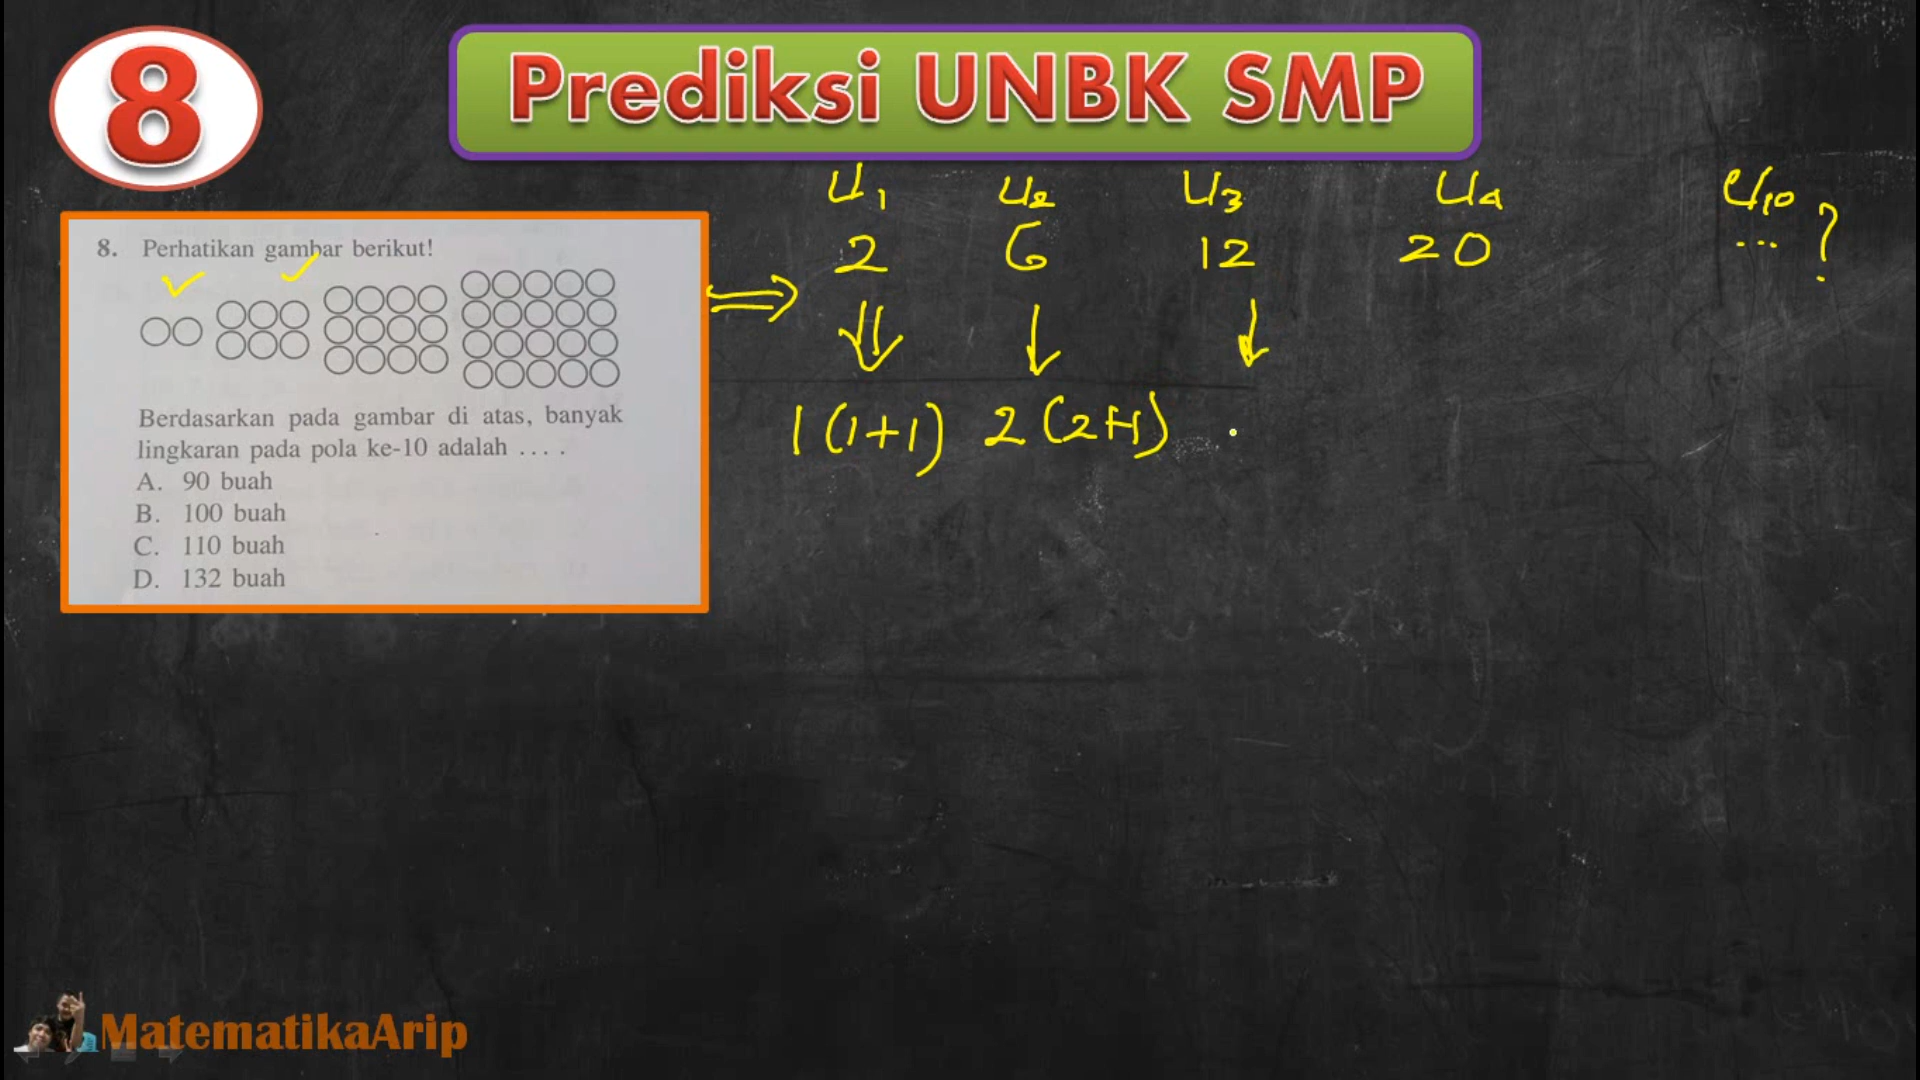 8
Prediksi UNBK SMP
U1 U2 U3 U4 U10
2 6 12 20 ... ?
8. Perhatikan gambar berikut!
1(1+1) 2(2+1)
Berdasarkan pada gambar di atas, banyak
lingkaran pada pola ke-10 adalah ....
A. 90 buah
B. 100 buah
C. 110 buah
D. 132 buah
MatematikaArip